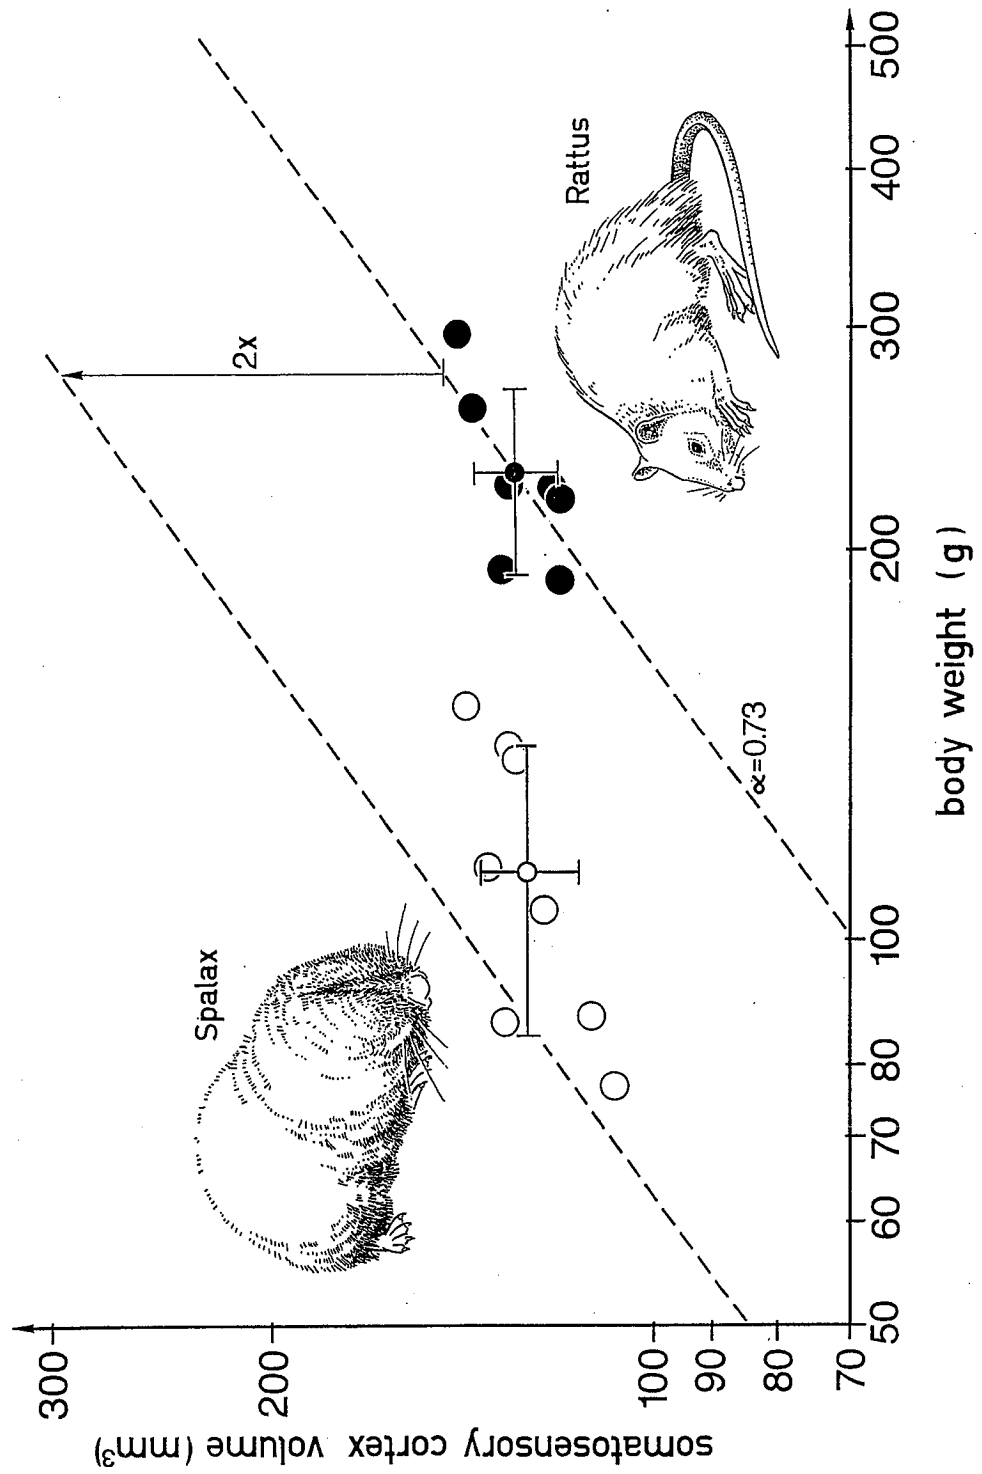 somatosensory cortex volume (mm³)
300
200
100
90
80
70
Spalax
2x
Rattus
α=0.73
50
60
70
80
100
200
300
400
500
body weight (g)